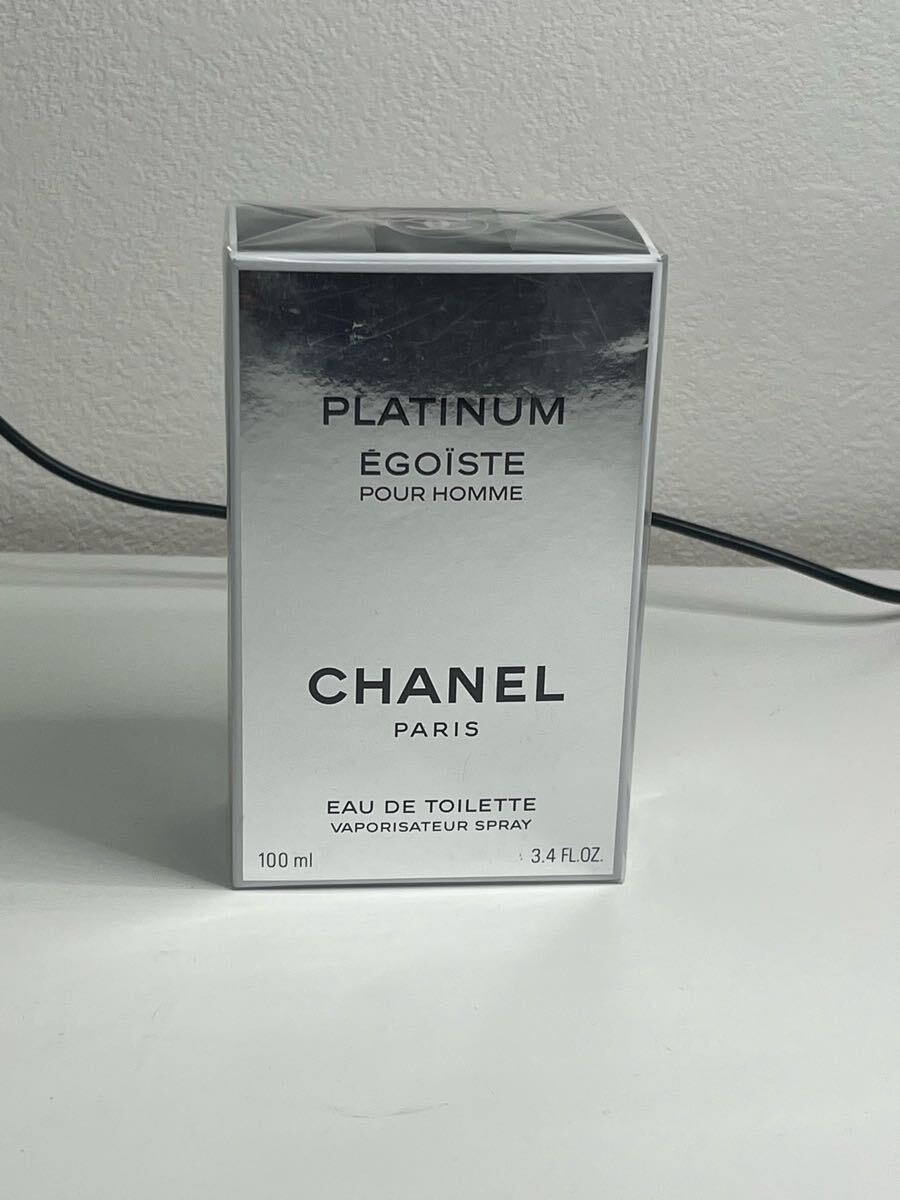 PLATINUM
ÉGOÏSTE
POUR HOMME
CHANEL
PARIS
EAU DE TOILETTE
VAPORISATEUR SPRAY
100 ml 3.4 FL.OZ.